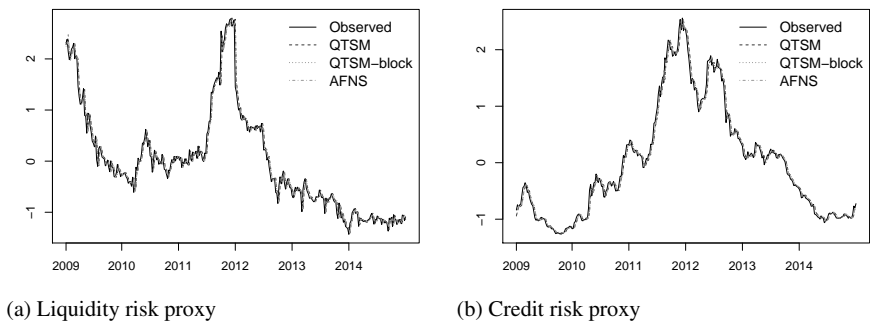 Observed
QTSM
QTSM−block
AFNS
2
1
0
−1
2009 2010 2011 2012 2013 2014
(a) Liquidity risk proxy
Observed
QTSM
QTSM−block
AFNS
2
1
0
−1
2009 2010 2011 2012 2013 2014
(b) Credit risk proxy